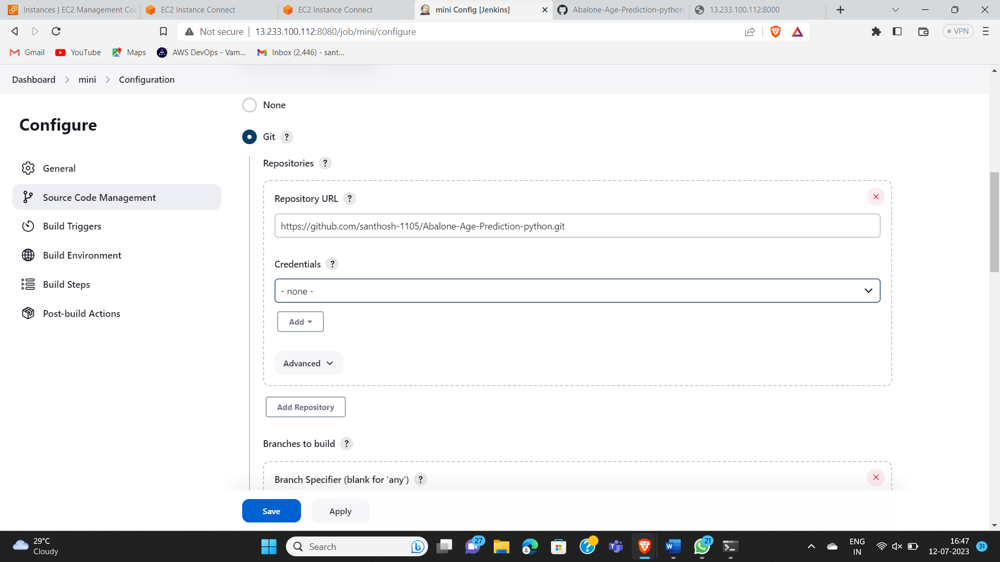 Instances | EC2 Management Con
EC2 Instance Connect
EC2 Instance Connect
mini Config [Jenkins]
Abalone-Age-Prediction-python,
13.233.100.112:8000
Not secure
13.233.100.112:8080/job/mini/configure
VPN
Gmail
YouTube
Maps
AWS DevOps - Vam...
Inbox (2,446) - sant...
Dashboard
mini
Configuration
Configure
General
Source Code Management
Build Triggers
Build Environment
Build Steps
Post-build Actions
None
Git ?
Repositories ?
Repository URL ?
https://github.com/santhosh-1105/Abalone-Age-Prediction-python.git
Credentials ?
- none -
Add
Advanced
Add Repository
Branches to build ?
Branch Specifier (blank for 'any') ?
Save
Apply
29°C
Cloudy
Search
27
21
ENG
IN
16:47
12-07-2023
31